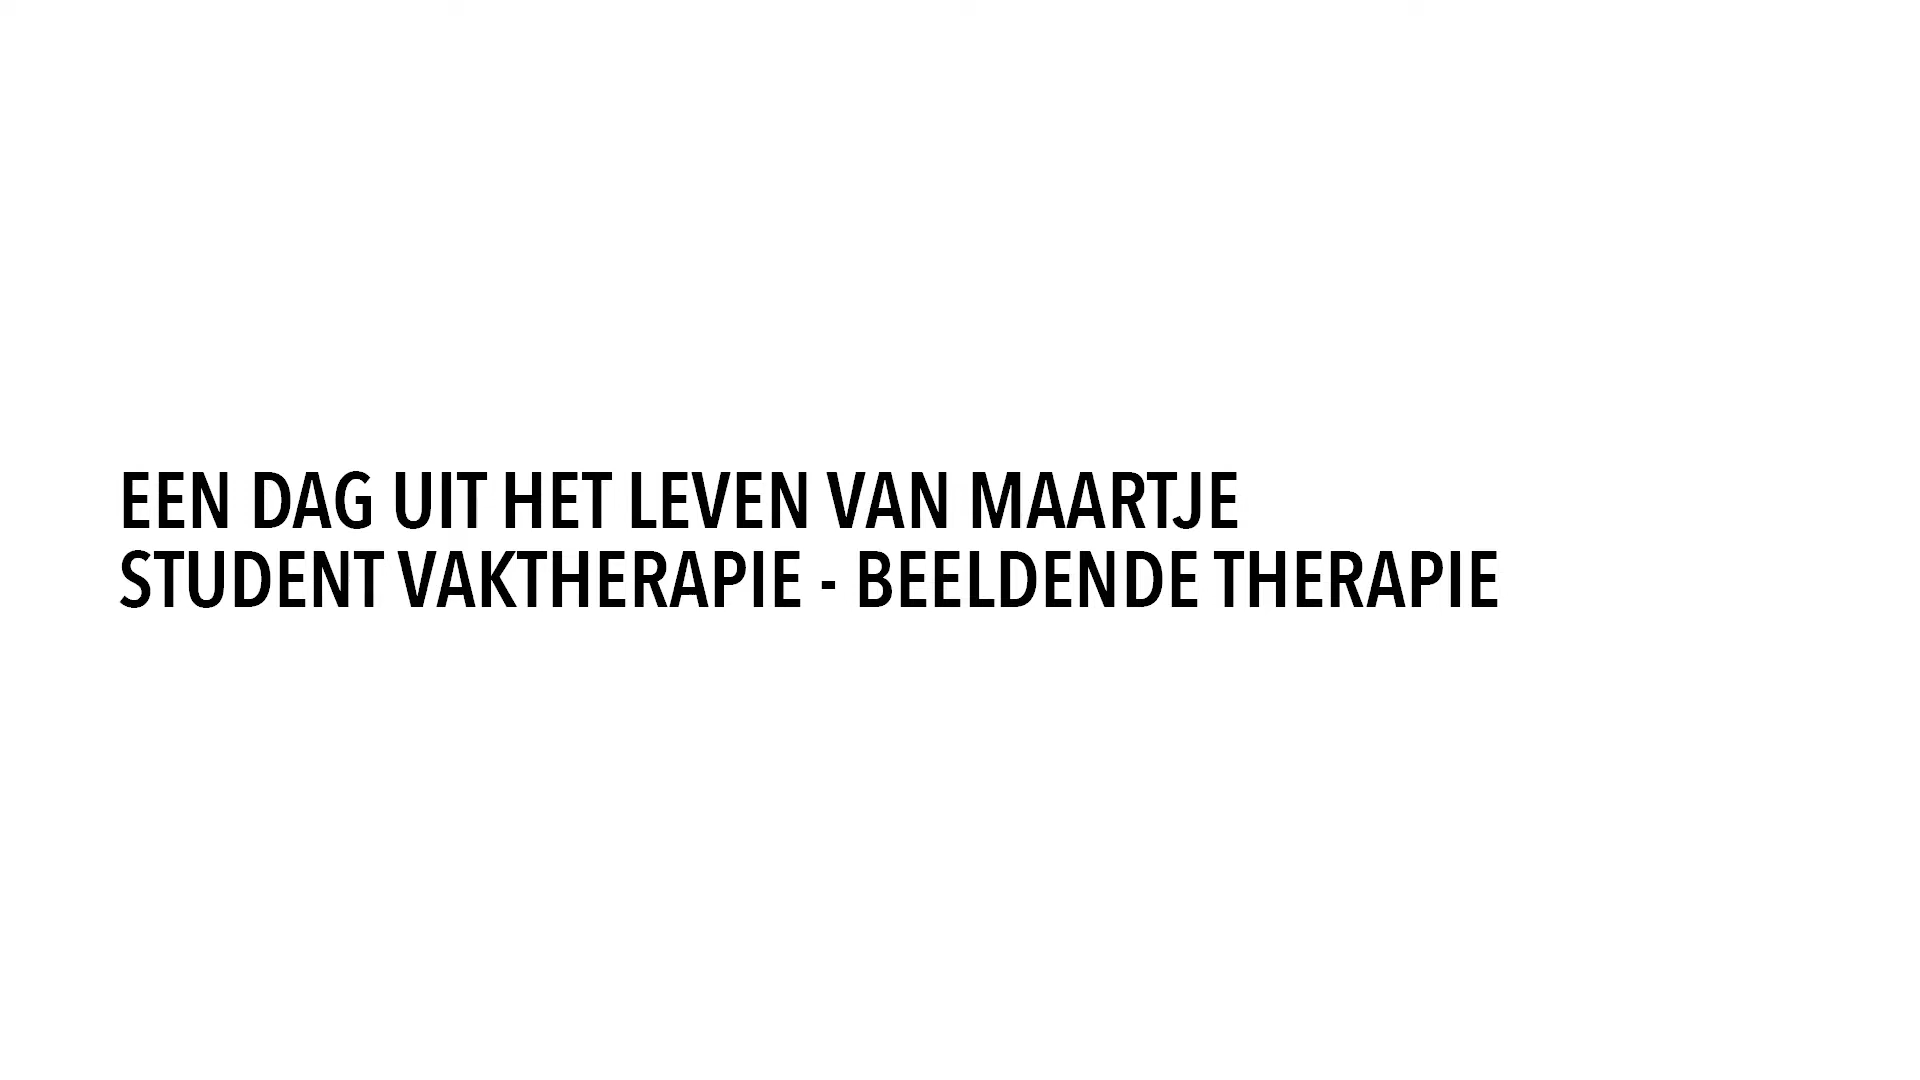 EEN DAG UIT HET LEVEN VAN MAARTJE
STUDENT VAKTHERAPIE - BEELDENDE THERAPIE